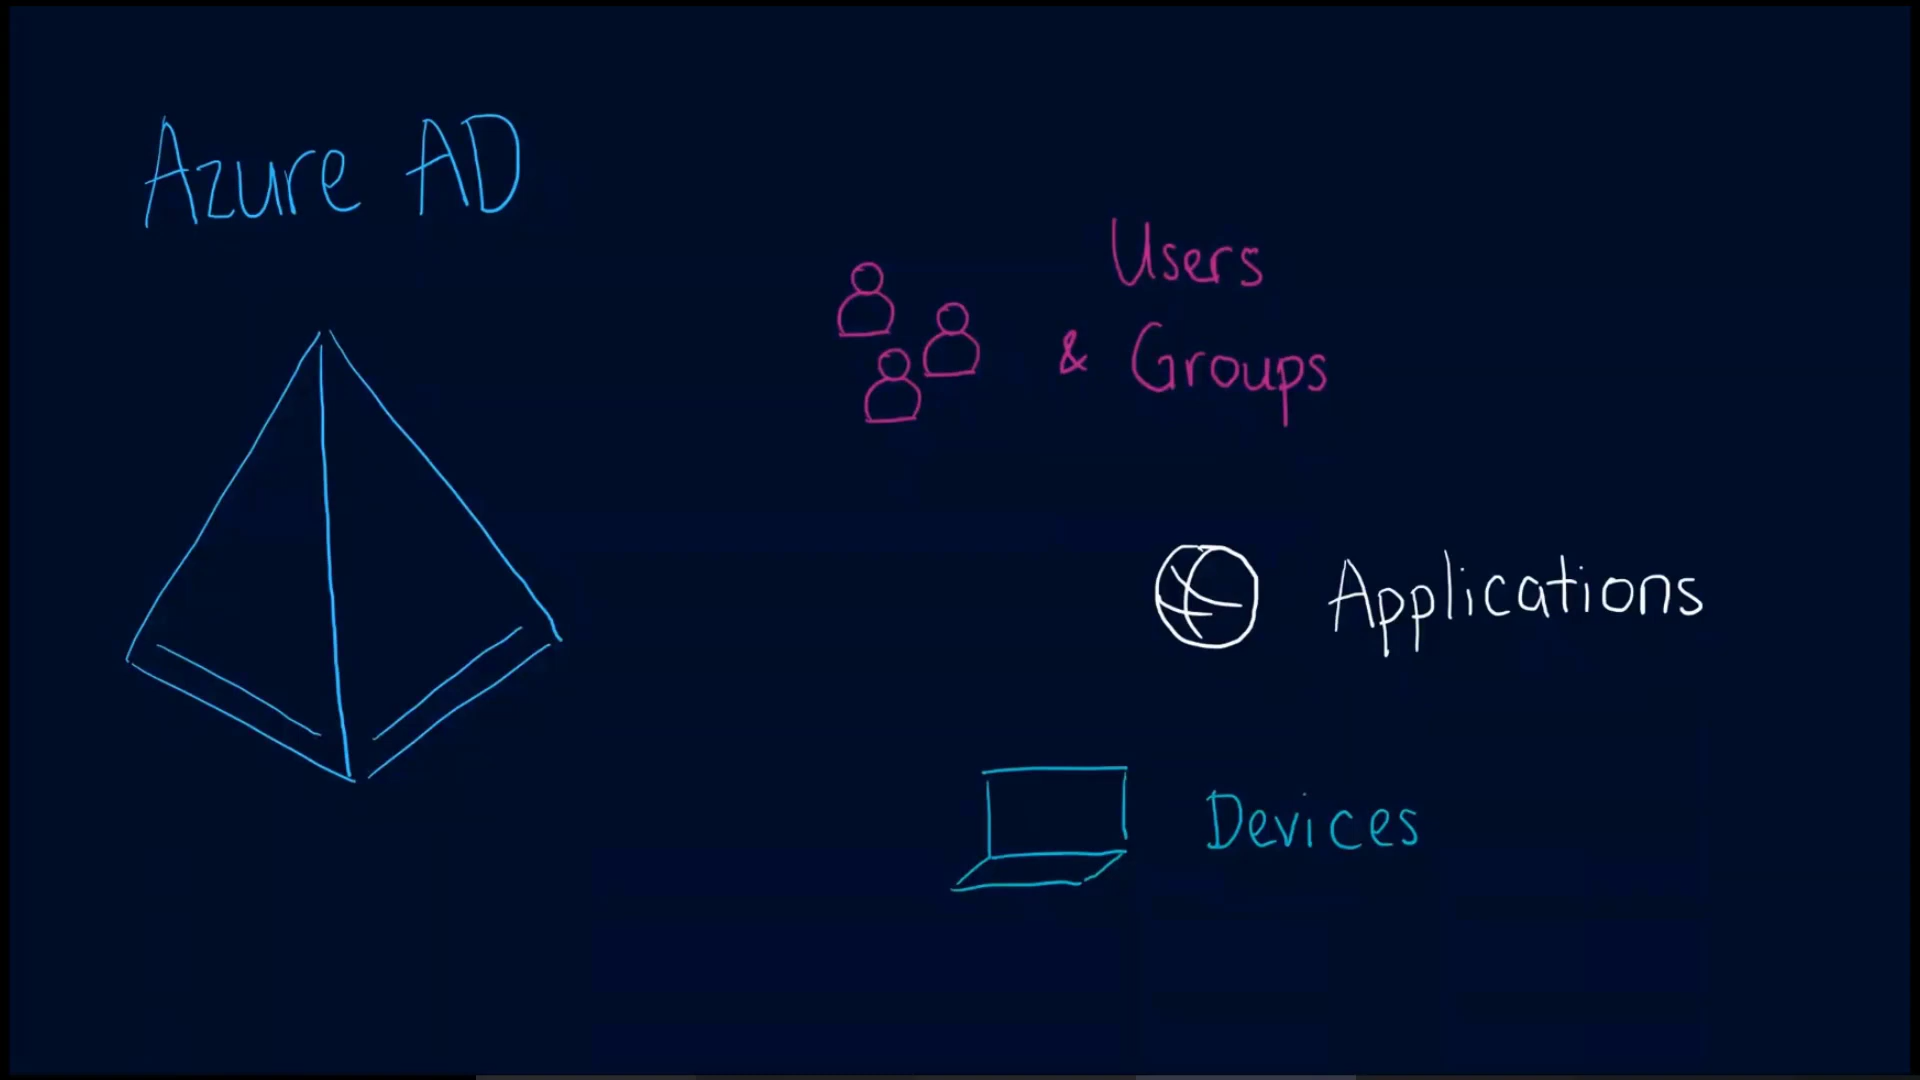 Azure AD
Users
& Groups
Applications
Devices